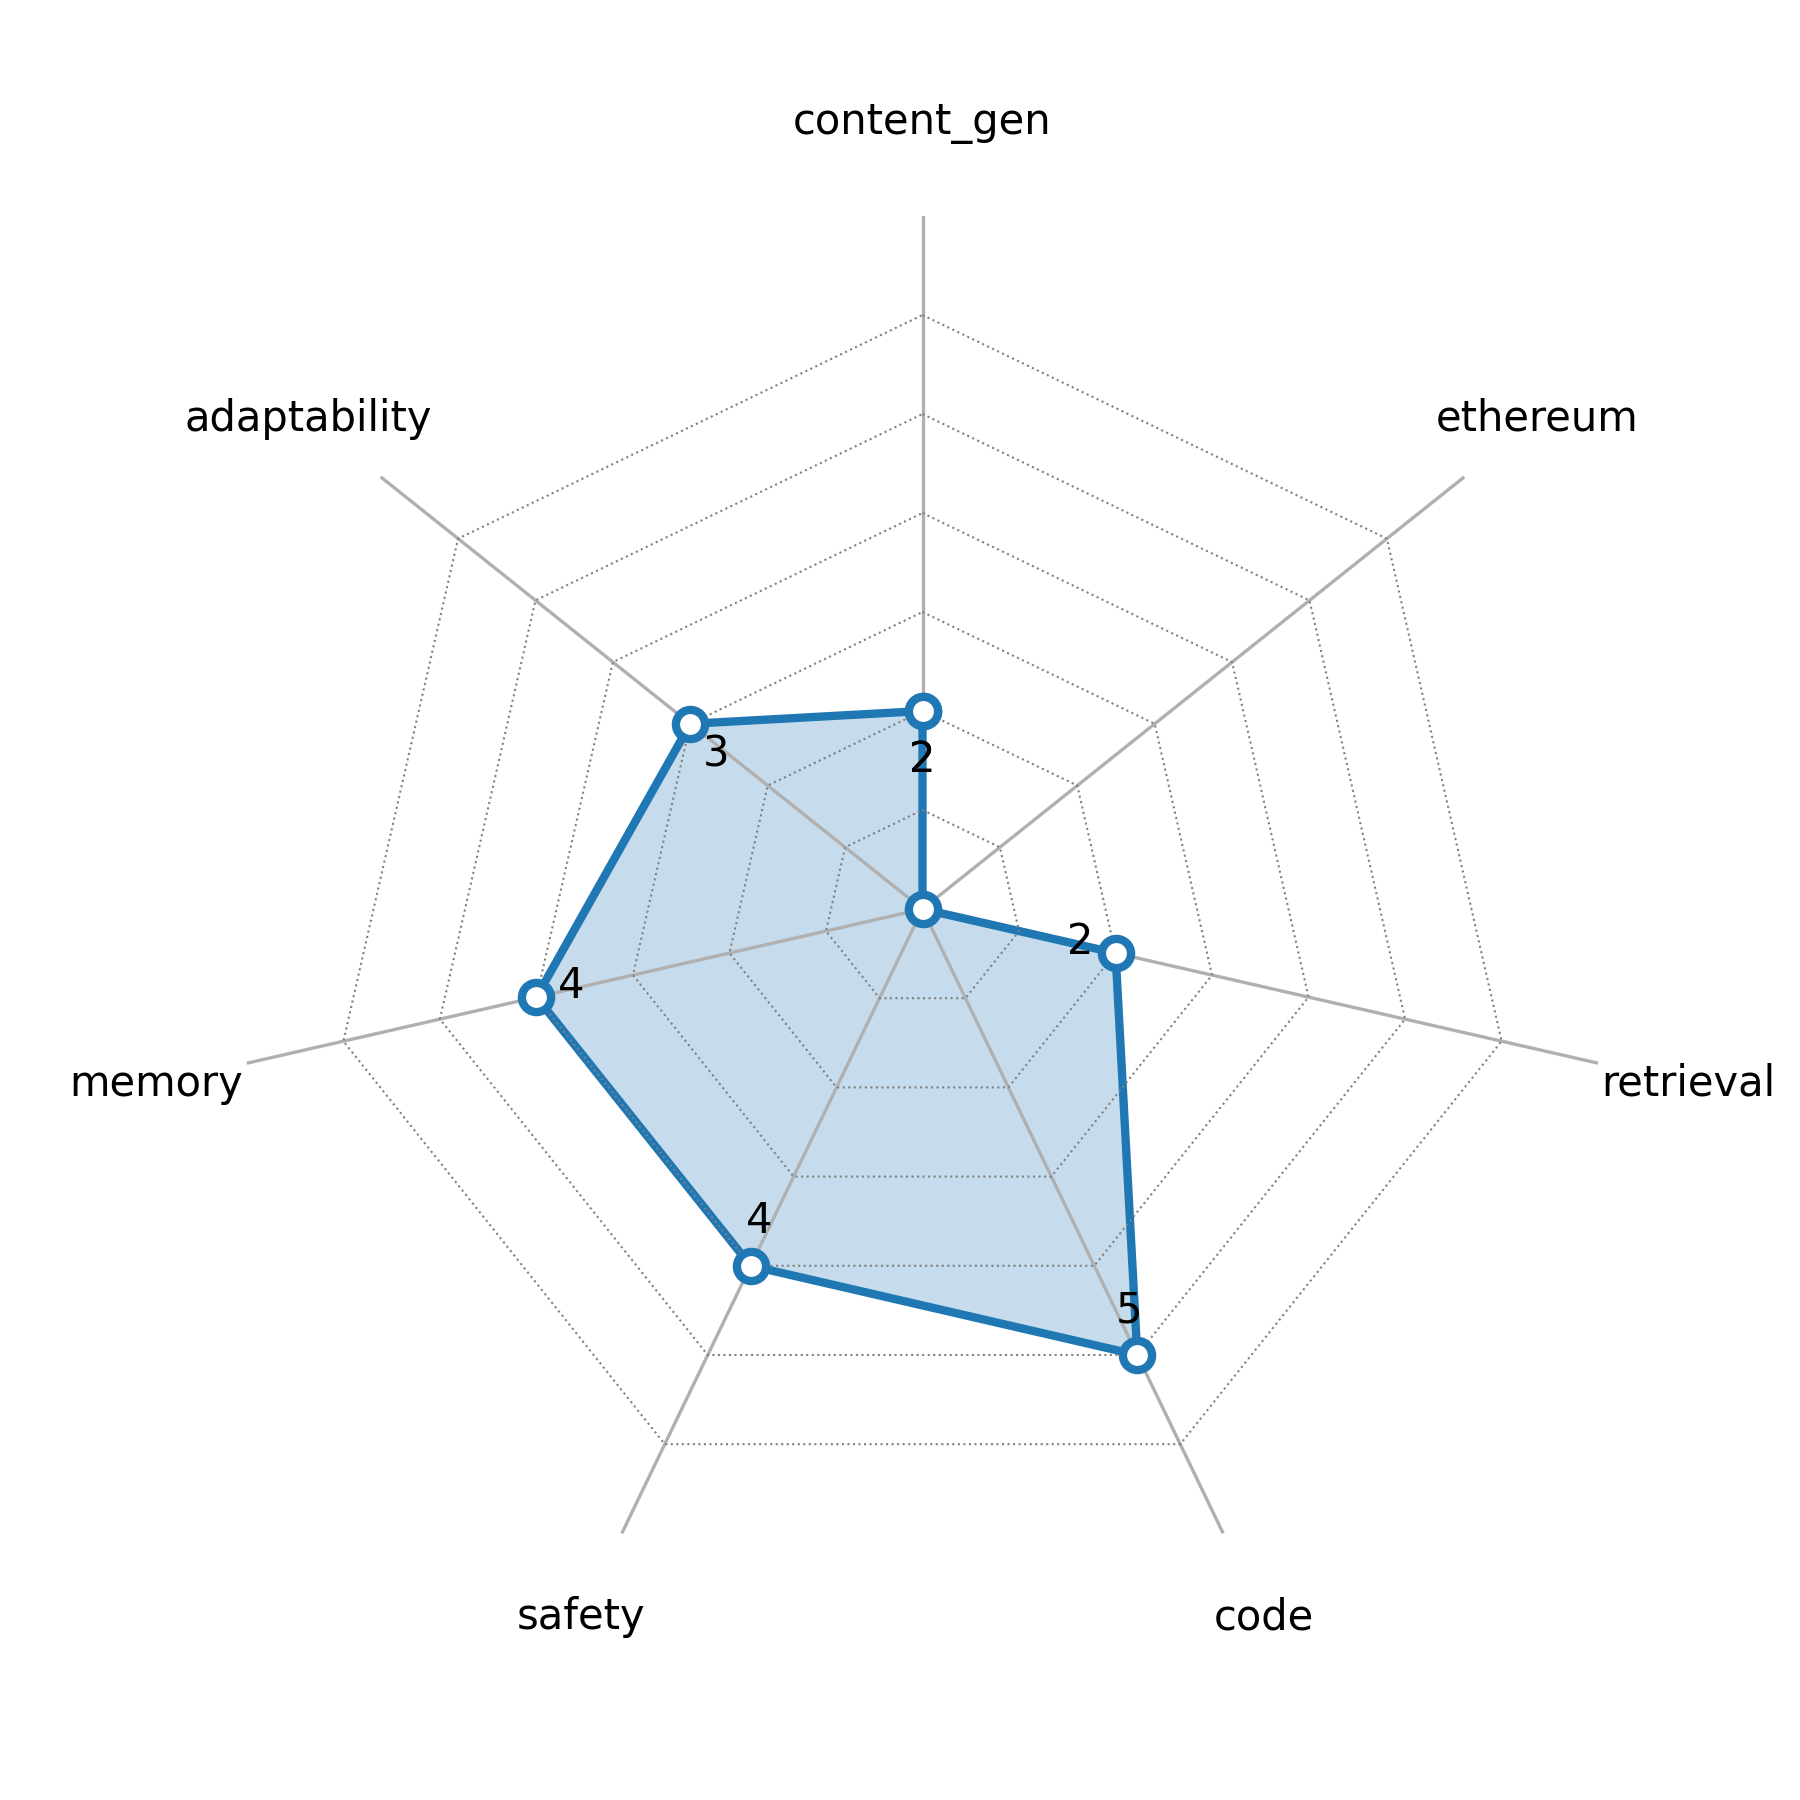 content_gen
adaptability
ethereum
3
2
2
4
memory
retrieval
4
5
safety
code